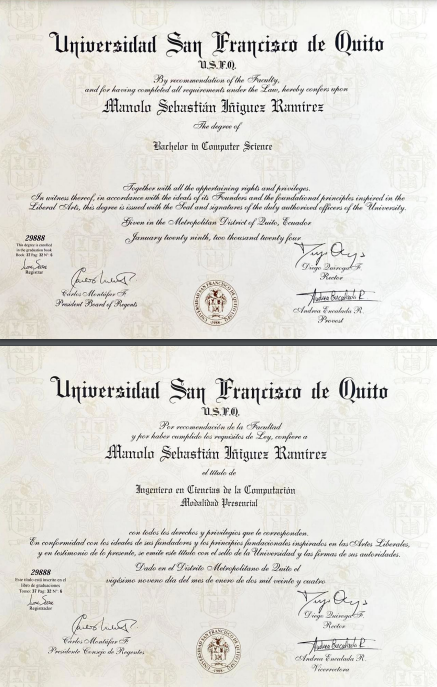 Universidad San Francisco de Quito
U.S.F.Q.
By recommendation of the Faculty,
and for having completed all requirements under the Law, hereby confers upon
Manolo Sebastián Iñiguez Ramírez
The degree of
Bachelor in Computer Science
Together with all the appertaining rights and privileges.
In witness thereof, in accordance with the ideals of its Founders and the foundational principles inspired in the
Liberal Arts, this degree is issued with the Seal and signatures of the duly authorized officers of the University.
Given in the Metropolitan District of Quito, Ecuador
January twenty ninth, two thousand twenty four
29888
This degree is enrolled
in the graduation book
Book: 37 Pag: 32 Nº: 6
Registrar
Carlos Montúfar F.
President Board of Regents
Diego Quiroga F.
Rector
Andrea Encalada R.
Andrea Encalada R.
Provost
Universidad San Francisco de Quito
U.S.F.Q.
Por recomendación de la Facultad
y por haber cumplido los requisitos de Ley, confiere a
Manolo Sebastián Iñiguez Ramírez
el título de
Ingeniero en Ciencias de la Computación
Modalidad Presencial
con todos los derechos y privilegios que le corresponden.
En conformidad con los ideales de sus fundadores y los principios fundacionales inspirados en las Artes Liberales,
y en testimonio de lo presente, se emite este título con el sello de la Universidad y las firmas de sus autoridades.
Dado en el Distrito Metropolitano de Quito el
vigésimo noveno día del mes de enero de dos mil veinte y cuatro
29888
Este título está inscrito en el
libro de graduaciones
Tomo: 37 Pag: 32 Nº: 6
Registrador
Carlos Montúfar F.
Presidente Consejo de Regentes
Diego Quiroga F.
Rector
Andrea Encalada R.
Andrea Encalada R.
Vicerrectora